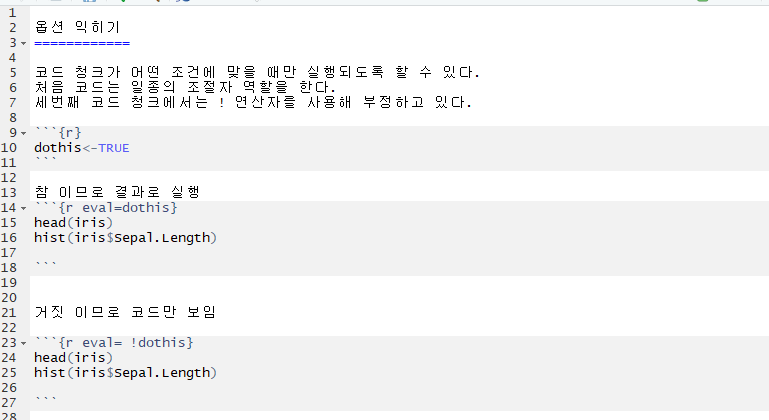 1
2 옵션 익히기
3 ============
4
5 코드 청크가 어떤 조건에 맞을 때만 실행되도록 할 수 있다.
6 처음 코드는 일종의 조절자 역할을 한다.
7 세번째 코드 청크에서는 ! 연산자를 사용해 부정하고 있다.
8
9 ```{r}
10 dothis<-TRUE
11 ```
12
13 참 이므로 결과로 실행
14 ```{r eval=dothis}
15 head(iris)
16 hist(iris$Sepal.Length)
17
18 ```
19
20
21 거짓 이므로 코드만 보임
22
23 ```{r eval= !dothis}
24 head(iris)
25 hist(iris$Sepal.Length)
26
27 ```
28